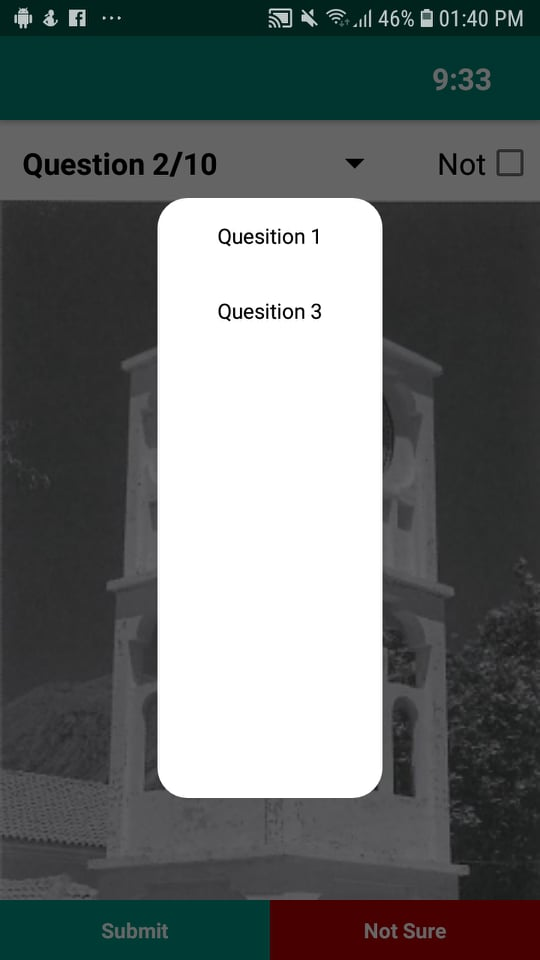 46% 01:40 PM
9:33
Question 2/10
Not
Quesition 1
Quesition 3
Submit
Not Sure